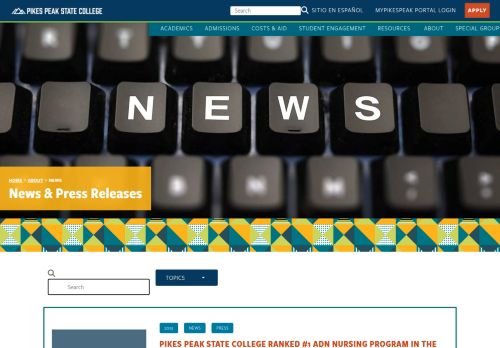 PIKES PEAK STATE COLLEGE
Search
SITIO EN ESPAÑOL
MYPIKESPEAK PORTAL LOGIN
APPLY
ACADEMICS ADMISSIONS COSTS & AID STUDENT ENGAGEMENT RESOURCES ABOUT SPECIAL GROUPS
N E W S
HOME > ABOUT > NEWS
News & Press Releases
Search
TOPICS
NEWS PRESS
PIKES PEAK STATE COLLEGE RANKED #1 ADN NURSING PROGRAM IN THE